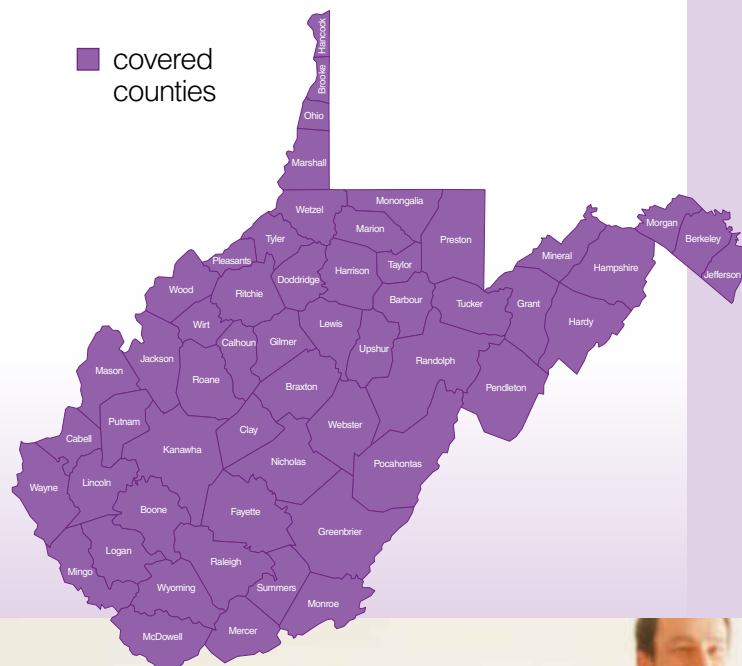 covered
counties
Hancock
Brooke
Ohio
Marshall
Wetzel
Monongalia
Marion
Preston
Tyler
Pleasants
Doddridge
Harrison
Taylor
Wood
Ritchie
Barbour
Tucker
Mineral
Hampshire
Morgan
Berkeley
Jefferson
Grant
Hardy
Wirt
Calhoun
Gilmer
Lewis
Upshur
Randolph
Pendleton
Mason
Jackson
Roane
Braxton
Webster
Pocahontas
Putnam
Cabell
Kanawha
Clay
Nicholas
Wayne
Lincoln
Boone
Fayette
Greenbrier
Logan
Mingo
Raleigh
Wyoming
Summers
Monroe
McDowell
Mercer